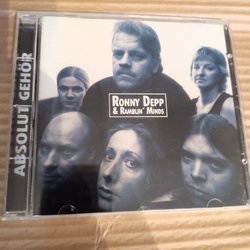 ABSOLUT GEHÖR
RONNY DEPP
& RAMBLIN' MINDS